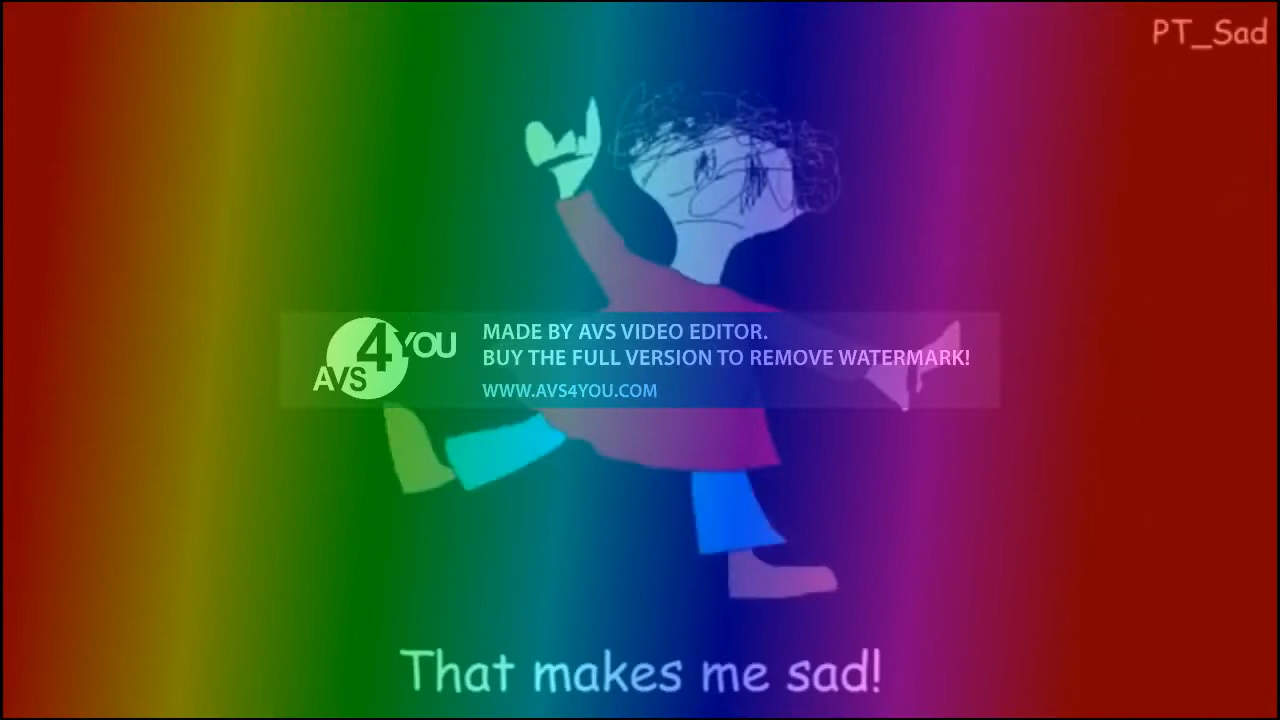 PT_Sad
AVS4YOU
MADE BY AVS VIDEO EDITOR.
BUY THE FULL VERSION TO REMOVE WATERMARK!
WWW.AVS4YOU.COM
That makes me sad!